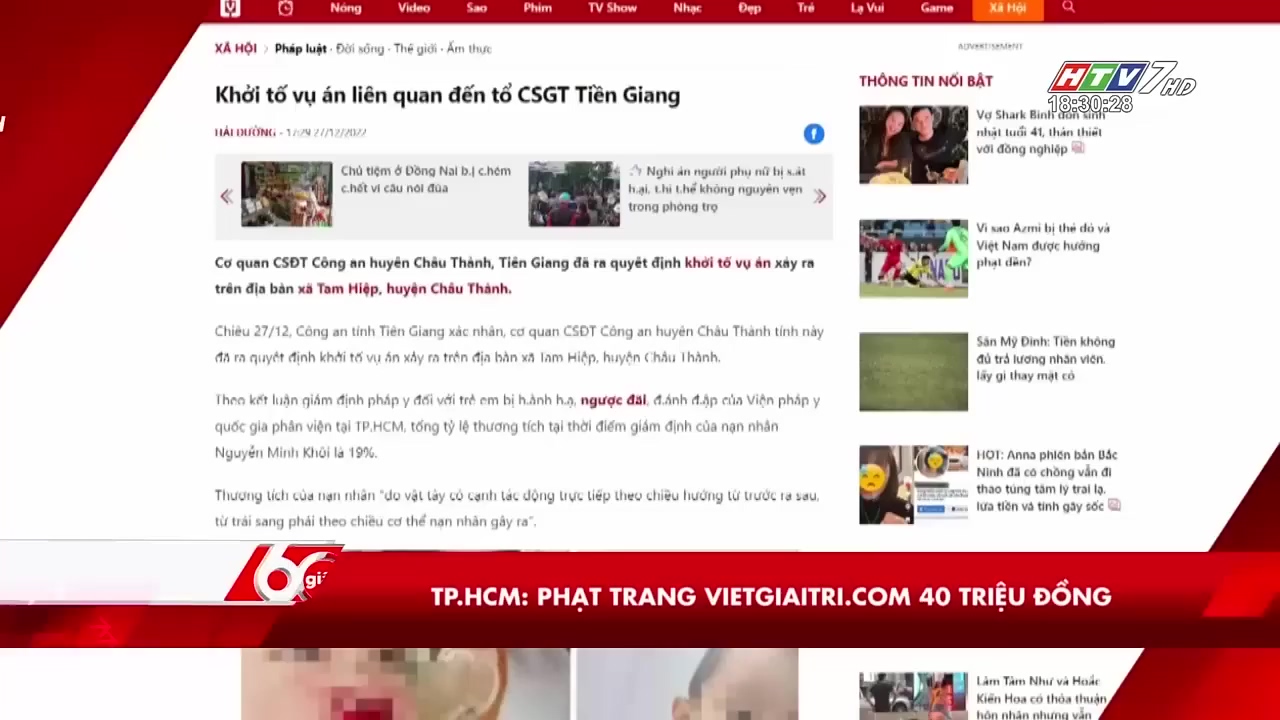 Nóng Video Sao Phim TV Show Nhạc Đẹp Trẻ Lạ Vui Game Xã Hội
XÃ HỘI Pháp luật · Đời sống · Thế giới · Ẩm thực
ADVERTISEMENT
Khởi tố vụ án liên quan đến tổ CSGT Tiền Giang
HẢI DƯƠNG - 17:29 27/12/2022
Chủ tiệm ở Đồng Nai b.ị c.hém
c.hết vì câu nói đùa
Nghi án người phụ nữ bị s.át
h.ại, t.hi t.hể không nguyên vẹn
trong phòng trọ
Cơ quan CSĐT Công an huyện Châu Thành, Tiền Giang đã ra quyết định khởi tố vụ án xảy ra
trên địa bàn xã Tam Hiệp, huyện Châu Thành.
Chiều 27/12, Công an tỉnh Tiền Giang xác nhận, cơ quan CSĐT Công an huyện Châu Thành tỉnh này
đã ra quyết định khởi tố vụ án xảy ra trên địa bàn xã Tam Hiệp, huyện Châu Thành.
Theo kết luận giám định pháp y đối với trẻ em bị h.ành h.ạ, ngược đãi, đ.ánh đ.ập của Viện pháp y
quốc gia phân viện tại TP.HCM, tổng tỷ lệ thương tích tại thời điểm giám định của nạn nhân
Nguyễn Minh Khôi là 19%.
Thương tích của nạn nhân "do vật tày có cạnh tác động trực tiếp theo chiều hướng từ trước ra sau,
từ trái sang phải theo chiều cơ thể nạn nhân gây ra".
THÔNG TIN NỔI BẬT
HTV7 HD
18:30:28
Vợ Shark Bình đón sinh
nhật tuổi 41, thân thiết
với đồng nghiệp
Vì sao Azmi bị thẻ đỏ và
Việt Nam được hưởng
phạt đền?
Sân Mỹ Đình: Tiền không
đủ trả lương nhân viên,
lấy gì thay mặt cỏ
HOT: Anna phiên bản Bắc
Ninh đã có chồng vẫn đi
thao túng tâm lý trai lạ,
lừa tiền và tình gây sốc
60 giâ
TP.HCM: PHẠT TRANG VIETGIAITRI.COM 40 TRIỆU ĐỒNG
Lâm Tâm Như và Hoắc
Kiến Hoa có thỏa thuận
hôn nhân nhưng vẫn